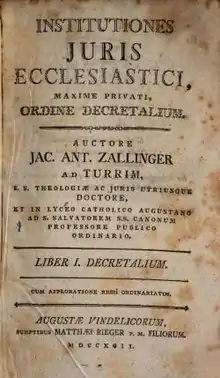 INSTITUTIONES
JURIS
ECCLESIASTICI,
MAXIME PRIVATI,
ORDINE DECRETALIUM.
AUCTORE
JAC. ANT. ZALLINGER
AD TURRIM,
S. S. THEOLOGIÆ AC JURIS UTRIUSQUE
DOCTORE,
ET IN LYCEO CATHOLICO AUGUSTANO
AD S. SALVATOREM S.S. CANONUM
PROFESSORE PUBLICO
ORDINARIO.
LIBER I. DECRETALIUM.
CUM APPROBATIONE REVMI ORDINARIATUS.
AUGUSTÆ VINDELICORUM,
SUMPTIBUS MATTHÆI RIEGER P. M. FILIORUM.
MDCCXCII.